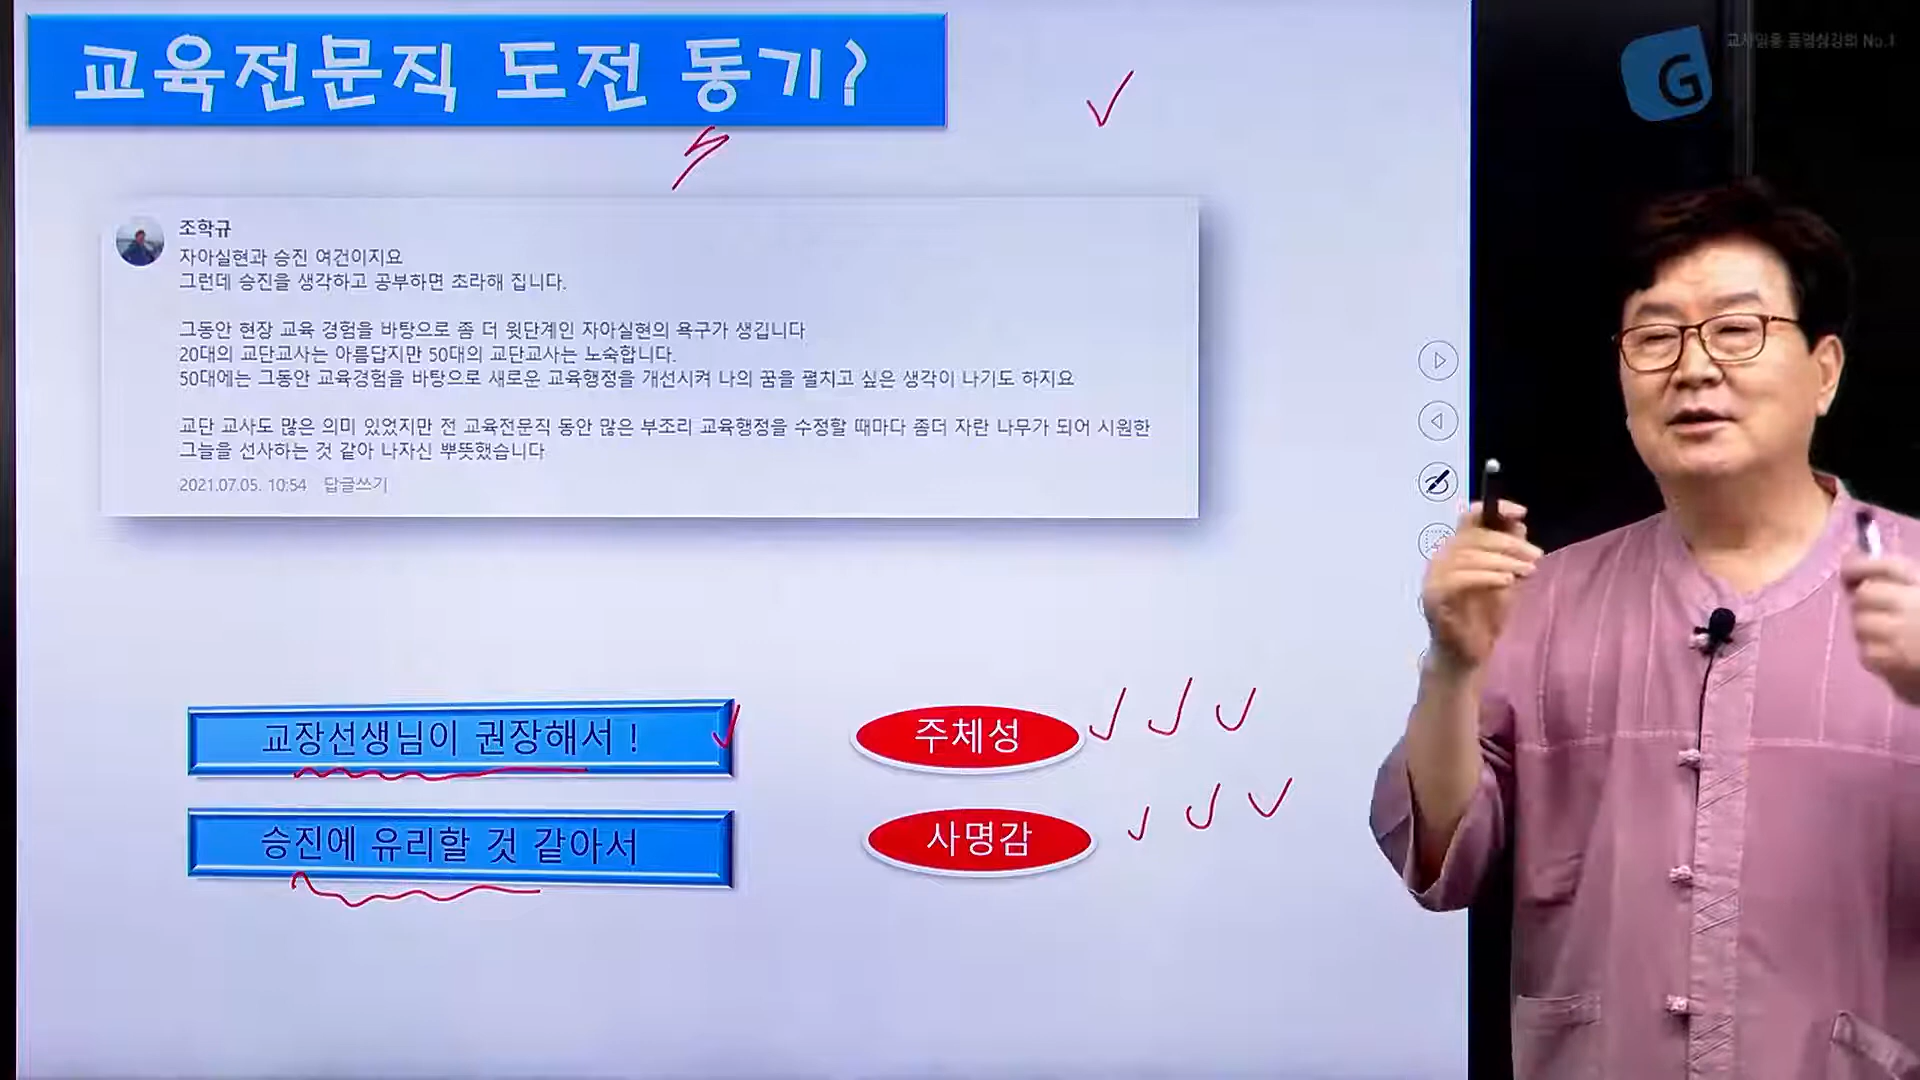 교육전문직 도전 동기?
G
조학규
자아실현과 승진 여건이지요
그런데 승진을 생각하고 공부하면 초라해 집니다.
그동안 현장 교육 경험을 바탕으로 좀 더 윗단계인 자아실현의 욕구가 생깁니다
20대의 교단교사는 아름답지만 50대의 교단교사는 노숙합니다.
50대에는 그동안 교육경험을 바탕으로 새로운 교육행정을 개선시켜 나의 꿈을 펼치고 싶은 생각이 나기도 하지요
교단 교사도 많은 의미 있었지만 전 교육전문직 동안 많은 부조리 교육행정을 수정할 때마다 좀더 자란 나무가 되어 시원한
그늘을 선사하는 것 같아 나자신 뿌뜻했습니다
2021.07.05. 10:54 답글쓰기
교장선생님이 권장해서 !
주체성
승진에 유리할 것 같아서
사명감